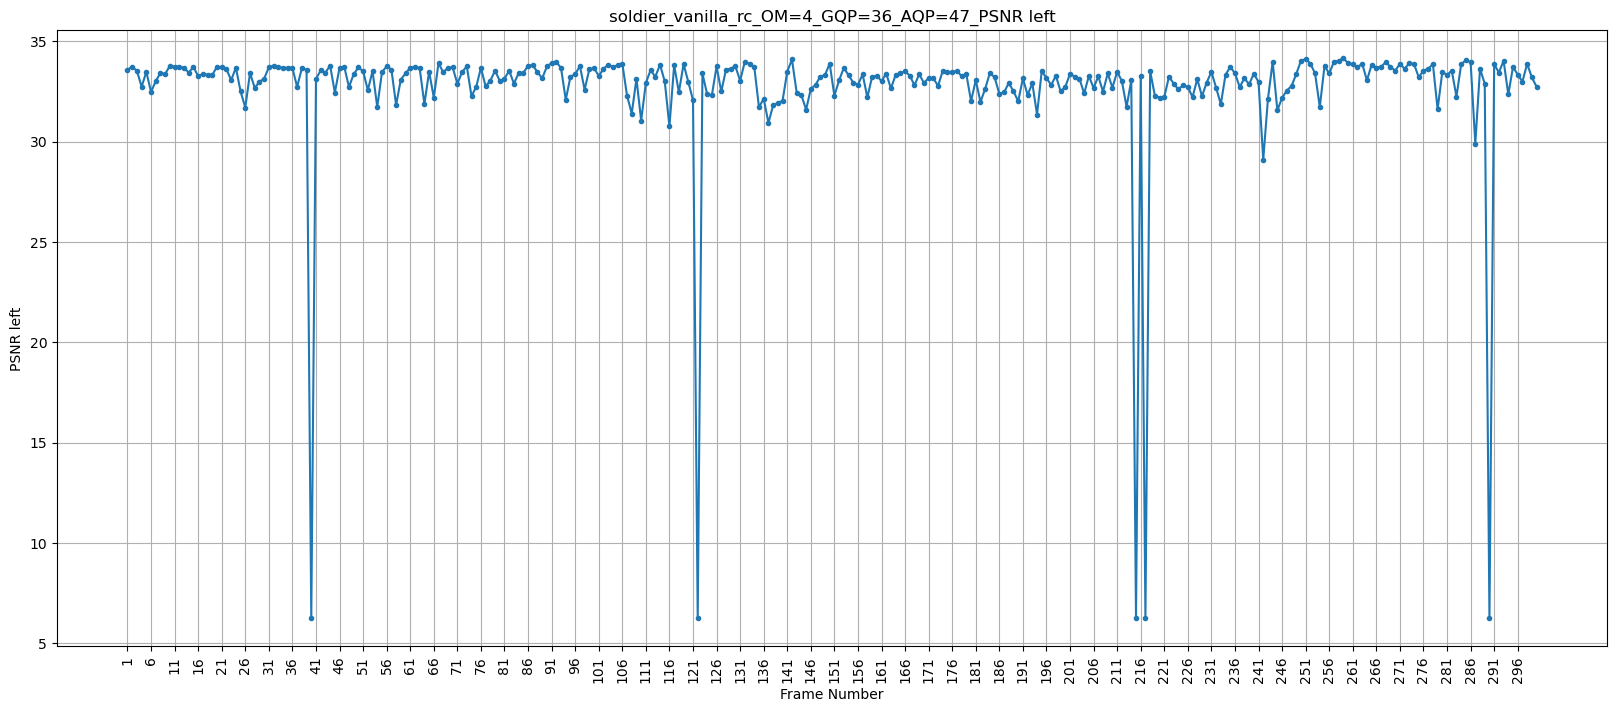 soldier_vanilla_rc_OM=4_GQP=36_AQP=47_PSNR left
35
30
25
20
15
10
5
PSNR left
1 6 11 16 21 26 31 36 41 46 51 56 61 66 71 76 81 86 91 96 101 106 111 116 121 126 131 136 141 146 151 156 161 166 171 176 181 186 191 196 201 206 211 216 221 226 231 236 241 246 251 256 261 266 271 276 281 286 291 296
Frame Number